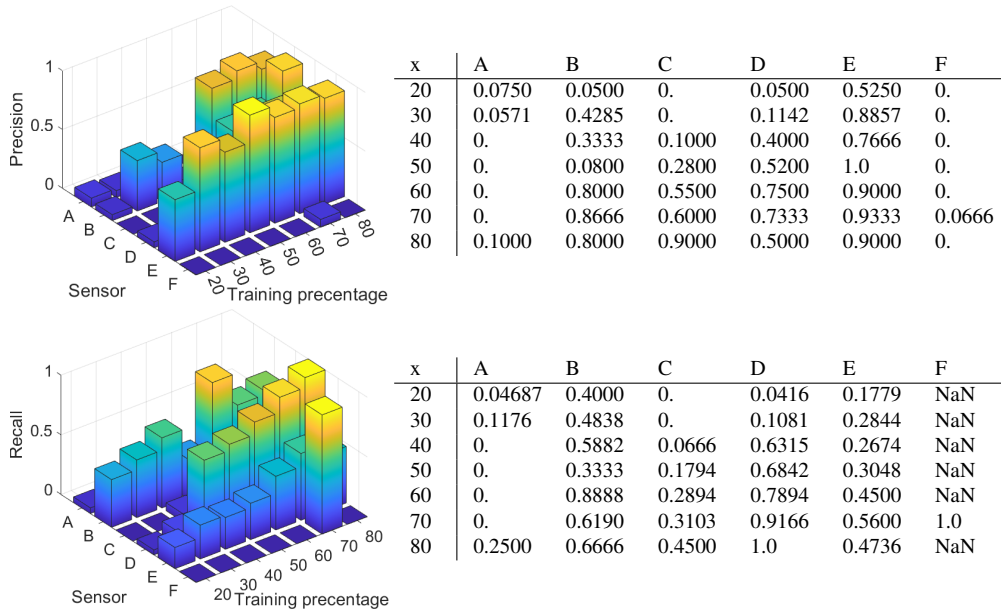 1
0.5
0
Precision
A
B
C
D
E
F
Sensor
20
30
40
50
60
70
80
Training precentage
x A B C D E F
20 0.0750 0.0500 0. 0.0500 0.5250 0.
30 0.0571 0.4285 0. 0.1142 0.8857 0.
40 0. 0.3333 0.1000 0.4000 0.7666 0.
50 0. 0.0800 0.2800 0.5200 1.0 0.
60 0. 0.8000 0.5500 0.7500 0.9000 0.
70 0. 0.8666 0.6000 0.7333 0.9333 0.0666
80 0.1000 0.8000 0.9000 0.5000 0.9000 0.
1
0.5
0
Recall
A
B
C
D
E
F
Sensor
20
30
40
50
60
70
80
Training precentage
x A B C D E F
20 0.04687 0.4000 0. 0.0416 0.1779 NaN
30 0.1176 0.4838 0. 0.1081 0.2844 NaN
40 0. 0.5882 0.0666 0.6315 0.2674 NaN
50 0. 0.3333 0.1794 0.6842 0.3048 NaN
60 0. 0.8888 0.2894 0.7894 0.4500 NaN
70 0. 0.6190 0.3103 0.9166 0.5600 1.0
80 0.2500 0.6666 0.4500 1.0 0.4736 NaN